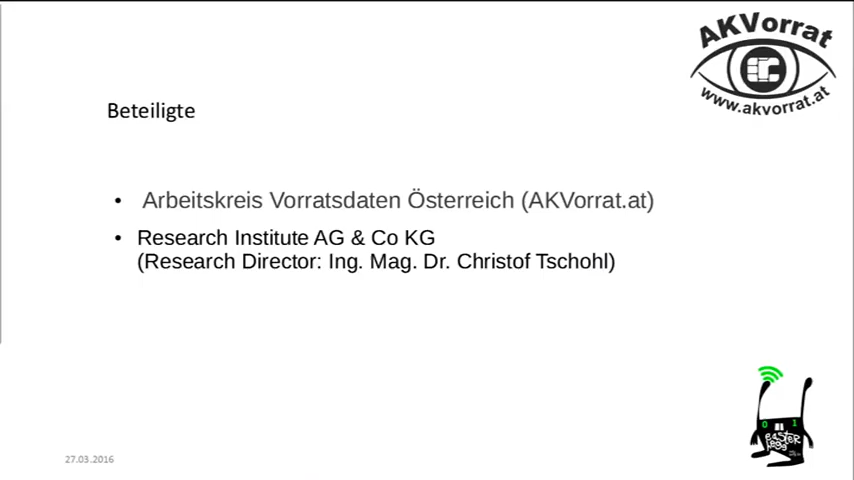 AKVorrat
www.akvorrat.at
Beteiligte
• Arbeitskreis Vorratsdaten Österreich (AKVorrat.at)
• Research Institute AG & Co KG
(Research Director: Ing. Mag. Dr. Christof Tschohl)
0 1
EASTER
HEGG
27.03.2016